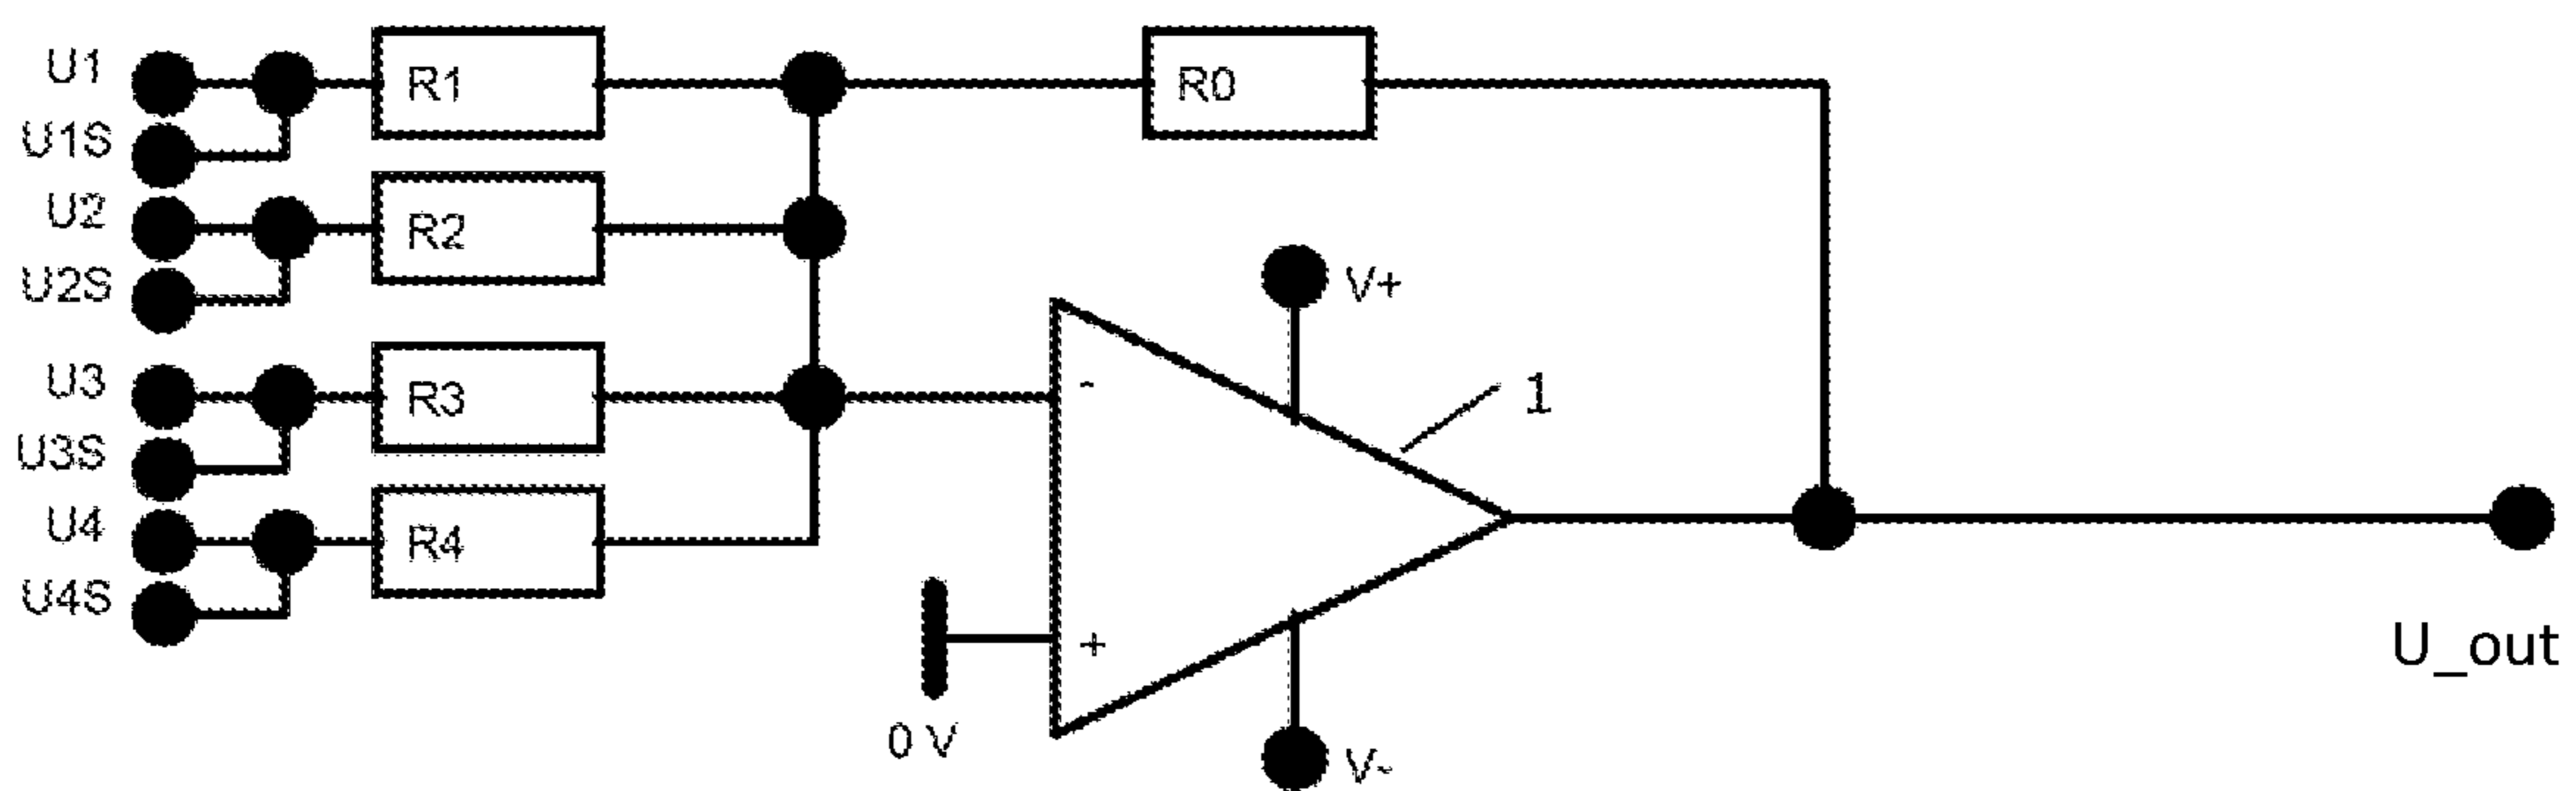 U1
R1
R0
U1S
U2
R2
U2S
V+
U3
R3
-
1
U3S
U4
R4
U4S
+
U_out
0 V
V-